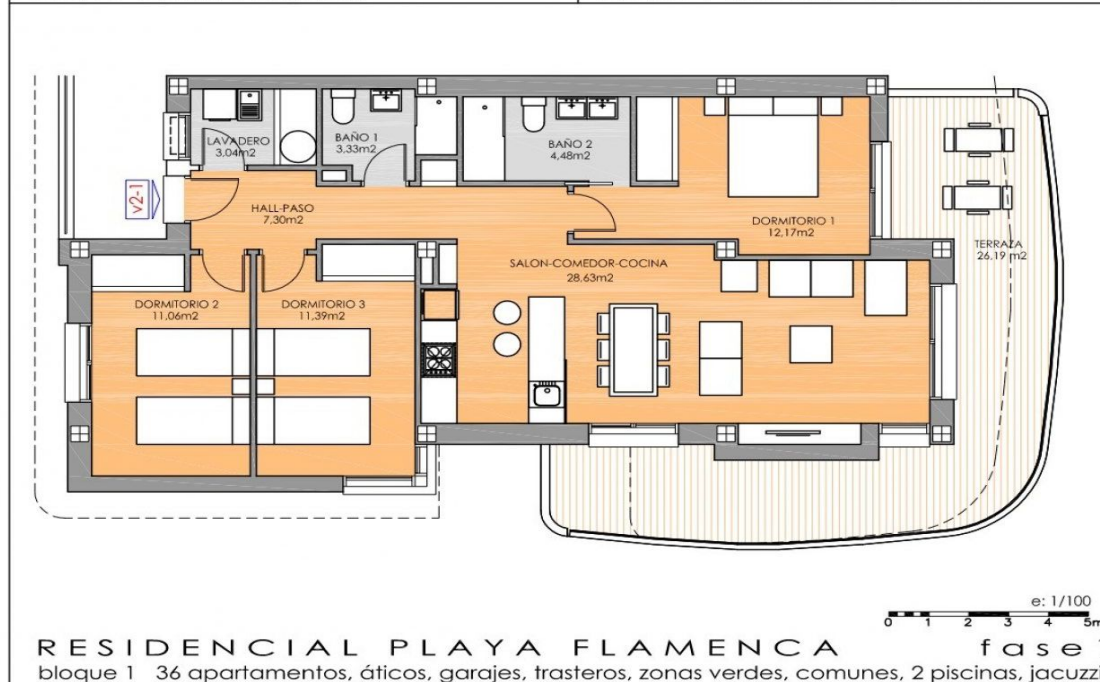 LAVADERO
3,04m2
BAÑO 1
3,33m2
BAÑO 2
4,48m2
v2-1
HALL-PASO
7,30m2
DORMITORIO 1
12,17m2
TERRAZA
26.19 m2
SALON-COMEDOR-COCINA
28.63m2
DORMITORIO 2
11,06m2
DORMITORIO 3
11,39m2
e: 1/100
0 1 2 3 4 5m
RESIDENCIAL PLAYA FLAMENCA fase
bloque 1 36 apartamentos, áticos, garajes, trasteros, zonas verdes, comunes, 2 piscinas, jacuzzi